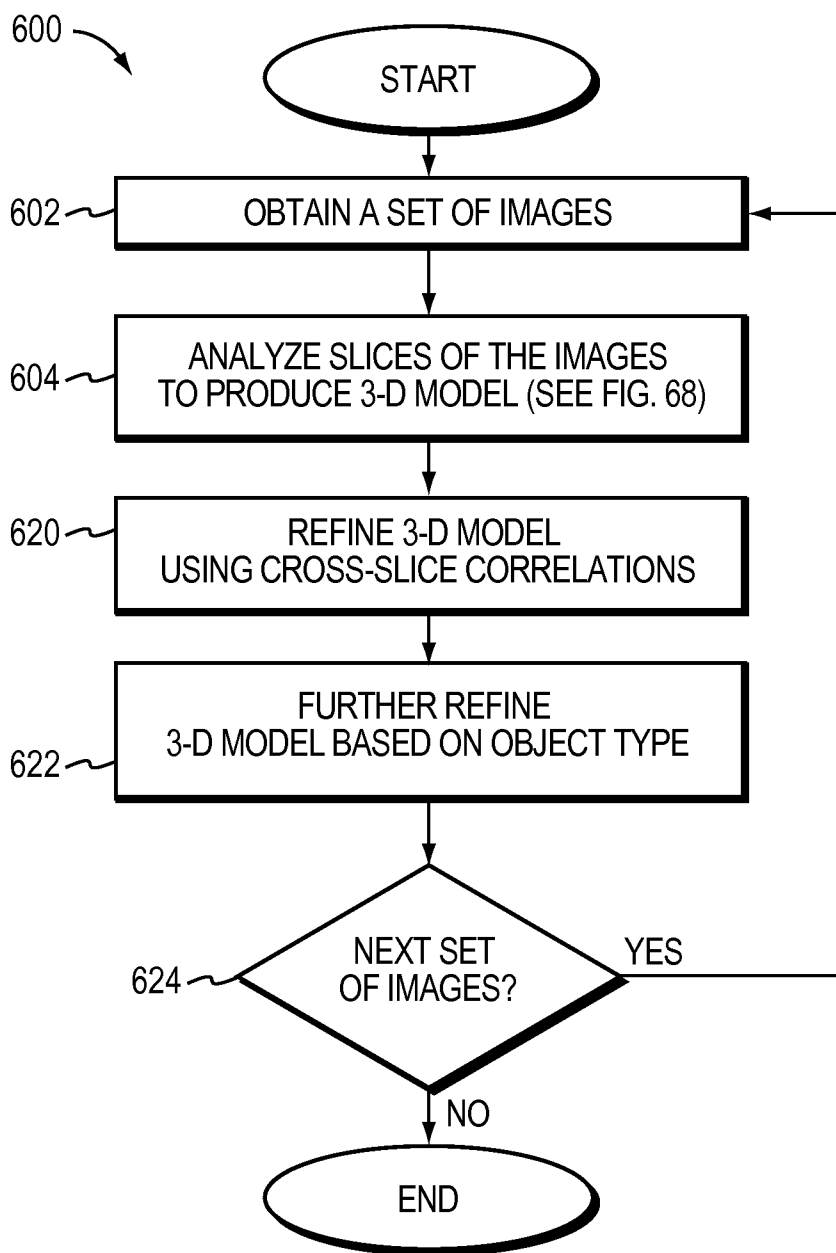 600
START
602
OBTAIN A SET OF IMAGES
604
ANALYZE SLICES OF THE IMAGES
TO PRODUCE 3-D MODEL (SEE FIG. 68)
620
REFINE 3-D MODEL
USING CROSS-SLICE CORRELATIONS
622
FURTHER REFINE
3-D MODEL BASED ON OBJECT TYPE
624
NEXT SET
OF IMAGES?
YES
NO
END